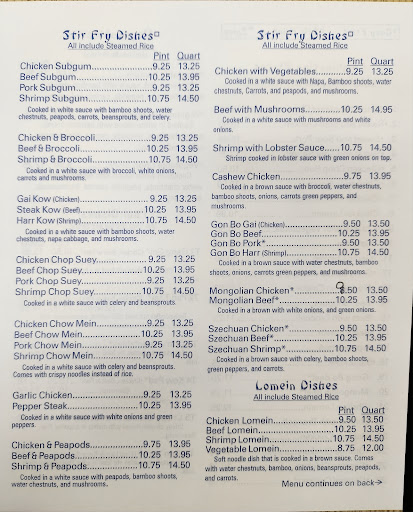 Stir Fry Dishes
All include Steamed Rice
Pint Quart
Chicken Subgum..................9.25 13.25
Beef Subgum......................10.25 13.95
Pork Subgum........................9.25 13.25
Shrimp Subgum.................10.75 14.50
Cooked in a white sauce with bamboo shoots, water
chestnuts, peapods, carrots, beansprouts, and celery.
Chicken & Broccoli...............9.25 13.25
Beef & Broccoli...................10.25 13.95
Shrimp & Broccoli..............10.75 14.50
Cooked in a white sauce with broccoli, white onions,
carrots and mushrooms.
Gai Kow (Chicken)...................9.25 13.25
Steak Kow (Beef)..................10.25 13.95
Harr Kow (Shrimp).................10.75 14.50
Cooked in a white sauce with bamboo shoots, water
chestnuts, napa cabbage, and mushrooms.
Chicken Chop Suey..............9.25 13.25
Beef Chop Suey..................10.25 13.95
Pork Chop Suey....................9.25 13.25
Shrimp Chop Suey..............10.75 14.50
Cooked in a white sauce with celery and beansprouts.
Chicken Chow Mein.............9.25 13.25
Beef Chow Mein.................10.25 13.95
Pork Chow Mein...................9.25 13.25
Shrimp Chow Mein............10.75 14.50
Cooked in a white sauce with celery and beansprouts.
Comes with crispy noodles instead of rice.
Garlic Chicken.......................9.25 13.25
Pepper Steak......................10.25 13.95
Cooked in a white sauce with white onions and green
peppers.
Chicken & Peapods..............9.75 13.95
Beef & Peapods..................10.25 13.95
Shrimp & Peapods.............10.75 14.50
Cooked in a white sauce with peapods, bamboo shoots,
water chestnuts, and mushrooms.
Stir Fry Dishes
All include Steamed Rice
Pint Quart
Chicken with Vegetables.........9.25 13.25
Cooked in a white sauce with Napa, Bamboo shoots, water
chestnuts, Carrots, and peapods, and mushrooms.
Beef with Mushrooms..........10.25 14.95
Cooked in a white sauce with mushrooms and white
onions.
Shrimp with Lobster Sauce...10.75 14.50
Shrimp cooked in lobster sauce with green onions on top.
Cashew Chicken.....................9.75 13.95
Cooked in a brown sauce with broccoli, water chestnuts,
bamboo shoots, onions, carrots green peppers, and
mushrooms.
Gon Bo Gai (Chicken)...................9.50 13.50
Gon Bo Beef..........................10.25 13.95
Gon Bo Pork*..........................9.50 13.50
Gon Bo Harr (Shrimp)................10.75 14.50
Cooked in a brown sauce with water chestnuts, bamboo
shoots, onions, carrots green peppers, and mushrooms.
Mongolian Chicken*...............9.50 13.50
Mongolian Beef*...................10.25 13.95
Cooked in a brown with white onions, and green onions.
Szechuan Chicken*.................9.50 13.50
Szechuan Beef*.....................10.25 13.95
Szechuan Shrimp*.................10.75 14.50
Cooked in a brown sauce with celery, bamboo shoots,
green peppers, and carrots.
Lomein Dishes
All include Steamed Rice
Pint Quart
Chicken Lomein.......................9.50 13.50
Beef Lomein..........................10.25 13.95
Shrimp Lomein......................10.75 14.50
Vegetable Lomein....................8.75 12.00
Soft noodle dish that is cooked in a brown sauce. Comes
with water chestnuts, bamboo, onions, beansprouts, peapods,
and carrots.
Menu continues on back→